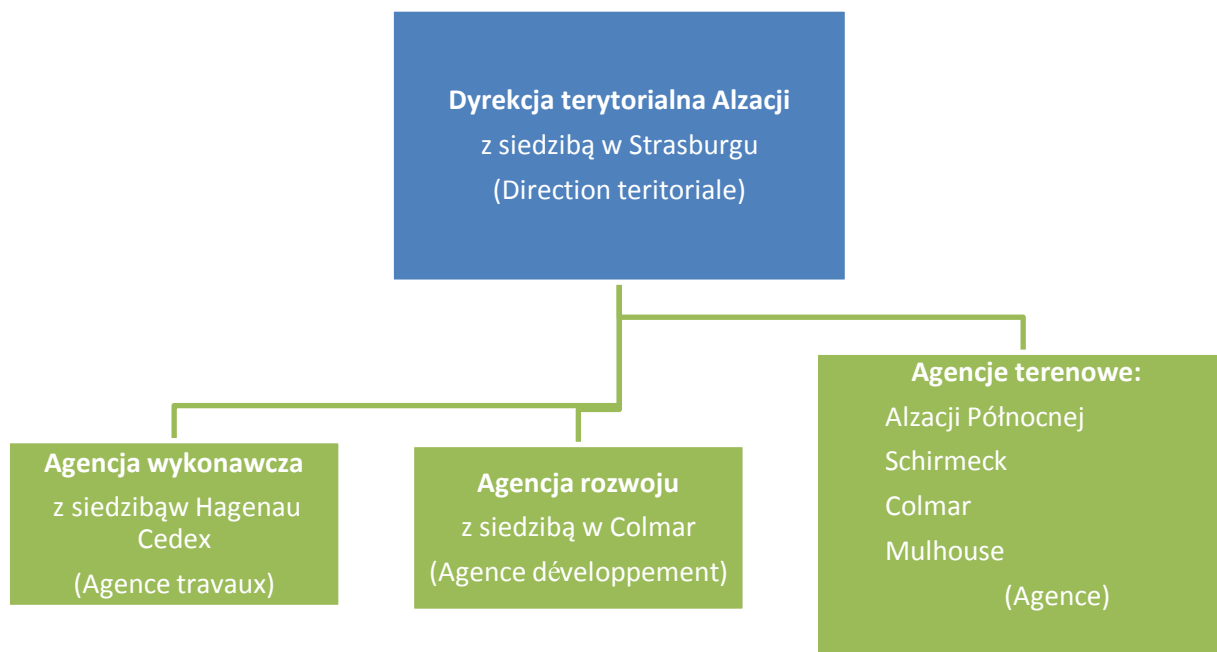 Dyrekcja terytorialna Alzacji
z siedzibą w Strasburgu
(Direction teritoriale)
Agencja wykonawcza
z siedzibąw Hagenau
Cedex
(Agence travaux)
Agencja rozwoju
z siedzibą w Colmar
(Agence développement)
Agencje terenowe:
Alzacji Północnej
Schirmeck
Colmar
Mulhouse
(Agence)